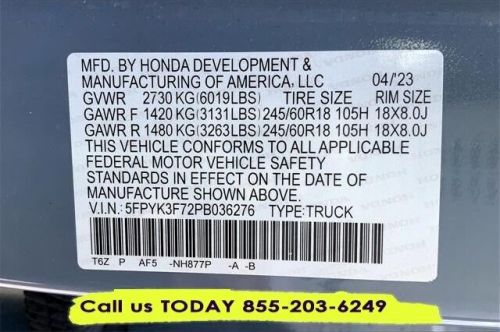 MFD. BY HONDA DEVELOPMENT &
MANUFACTURING OF AMERICA, LLC 04/23
GVWR 2730 KG(6019LBS) TIRE SIZE RIM SIZE
GAWR F 1420 KG(3131LBS) 245/60R18 105H 18X8.0J
GAWR R 1480 KG(3263LBS) 245/60R18 105H 18X8.0J
THIS VEHICLE CONFORMS TO ALL APPLICABLE
FEDERAL MOTOR VEHICLE SAFETY
STANDARDS IN EFFECT ON THE DATE OF
MANUFACTURE SHOWN ABOVE.
V.I.N.: 5FPYK3F72PB036276 TYPE:TRUCK
T6Z P AF5 -NH877P -A -B
Call us TODAY 855-203-6249